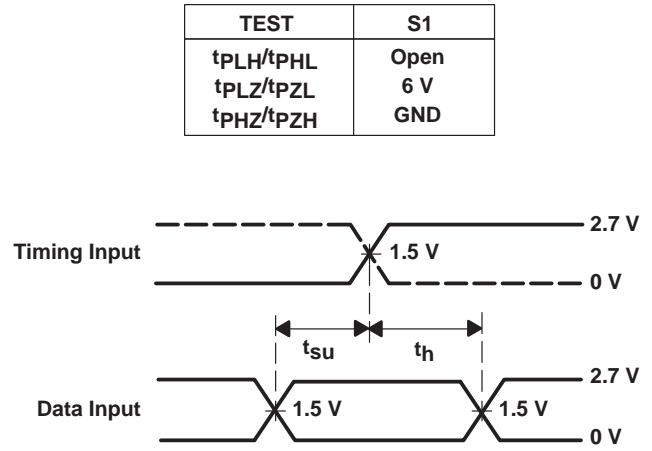 TEST S1
tPLH/tPHL Open
tPLZ/tPZL 6 V
tPHZ/tPZH GND
2.7 V
Timing Input 1.5 V
0 V
tsu th
2.7 V
Data Input 1.5 V 1.5 V
0 V